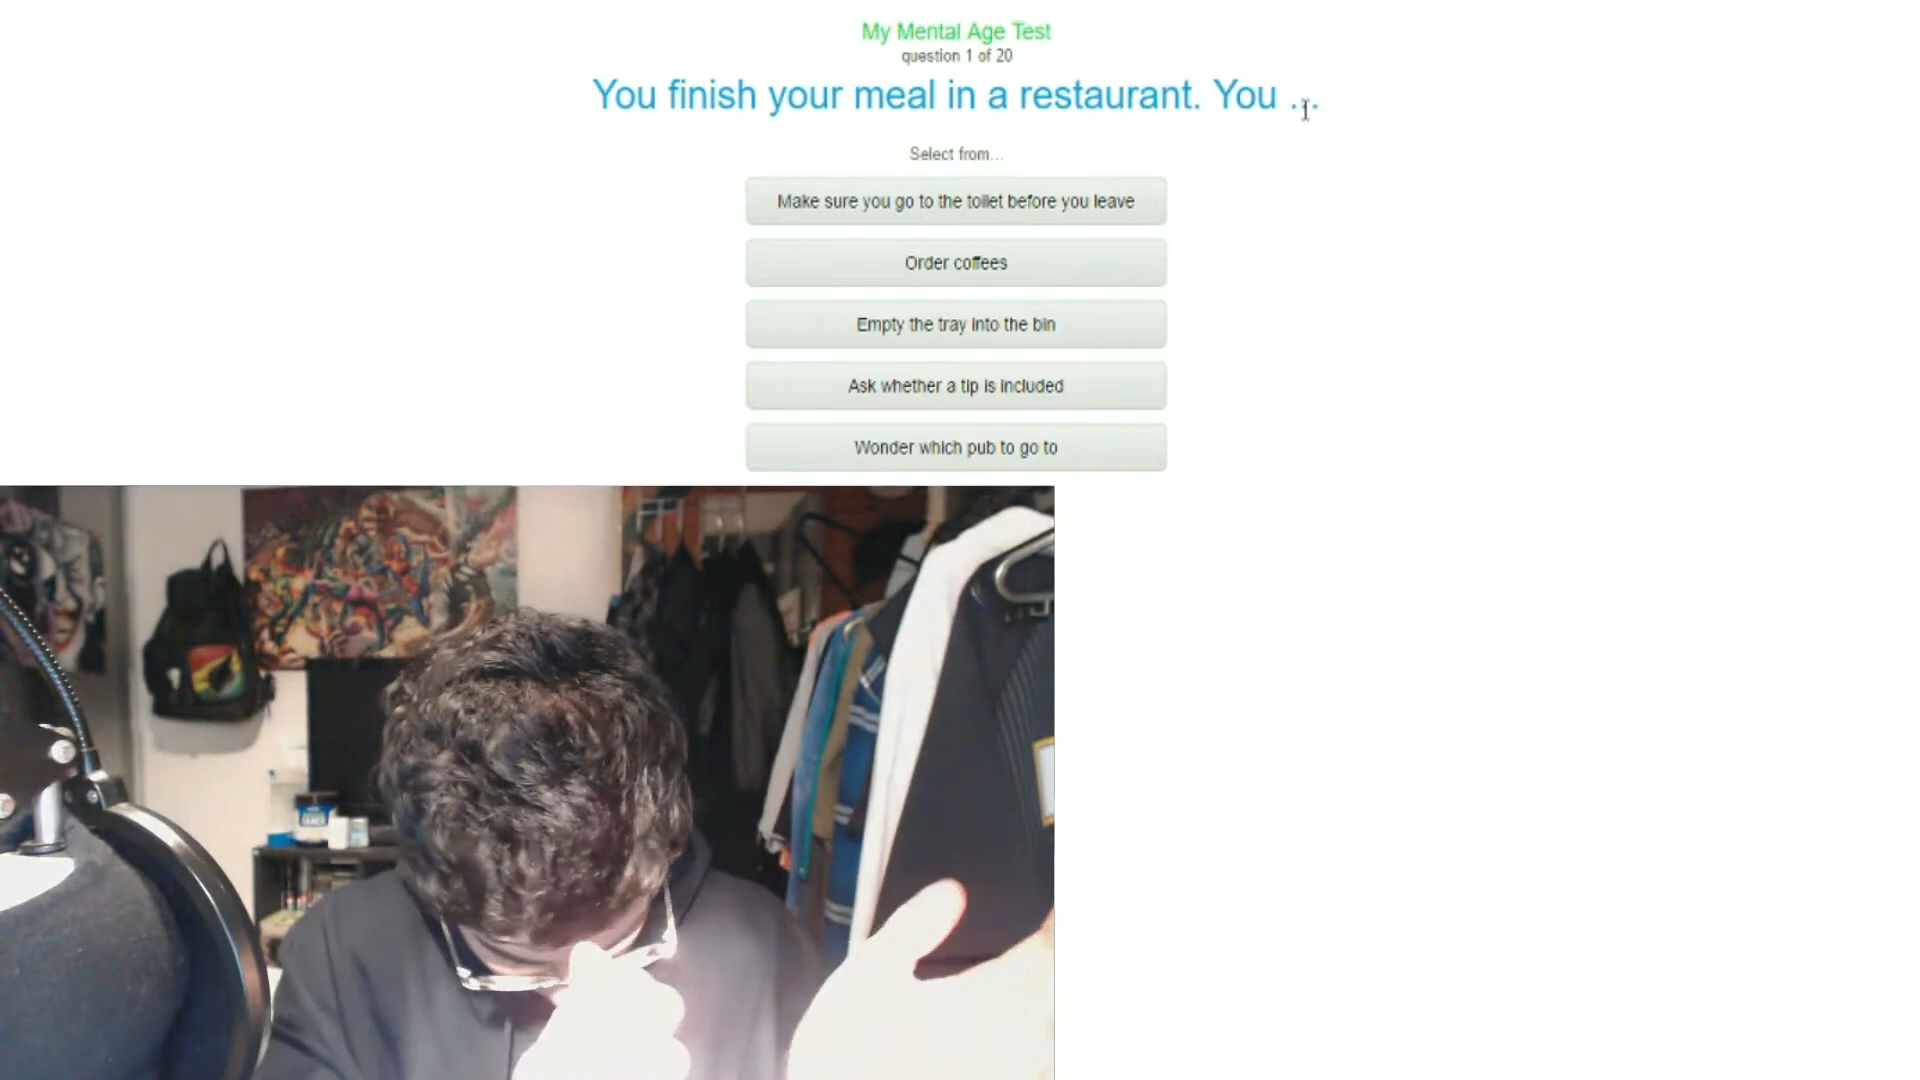 My Mental Age Test
question 1 of 20
You finish your meal in a restaurant. You ...
Select from...
Make sure you go to the toilet before you leave
Order coffees
Empty the tray into the bin
Ask whether a tip is included
Wonder which pub to go to